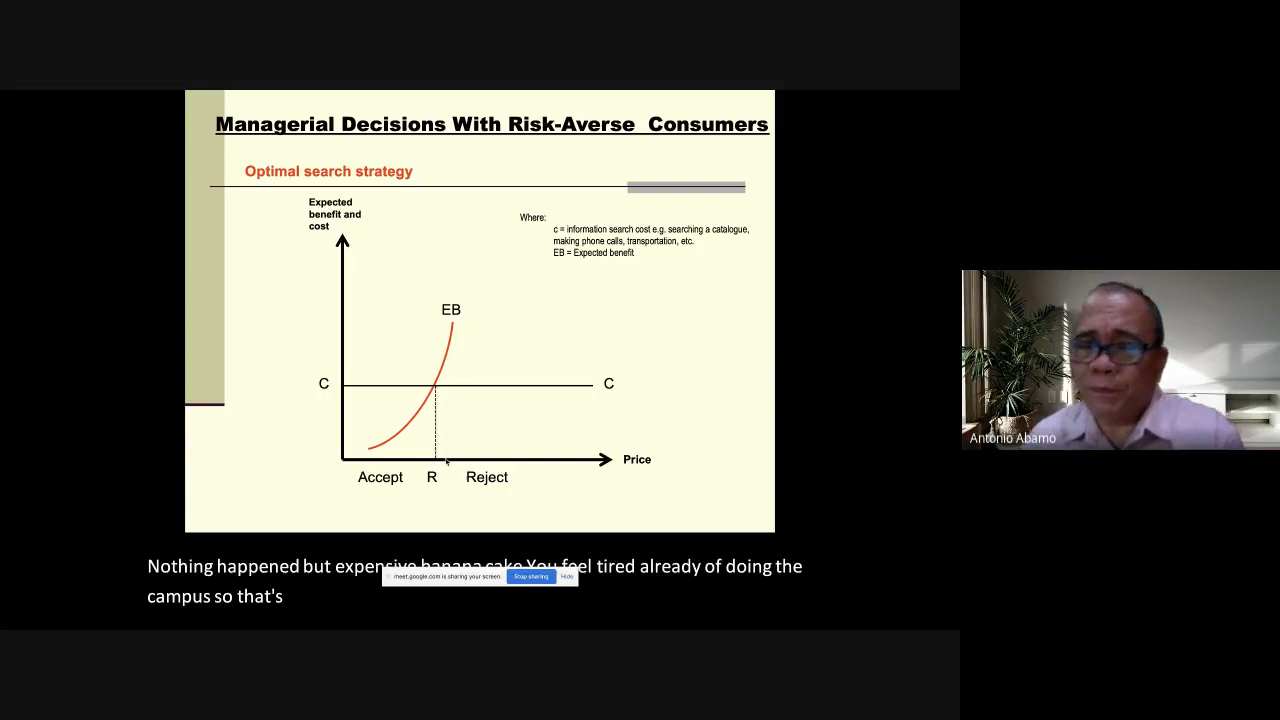 Managerial Decisions With Risk-Averse Consumers
Optimal search strategy
Expected
benefit and
cost
Where:
c = information search cost e.g. searching a catalogue,
making phone calls, transportation, etc.
EB = Expected benefit
EB
C
C
Price
Accept
R
Reject
Antonio Abamo
Nothing happened but expensive banana cake You feel tired already of doing the
campus so that's
meet.google.com is sharing your screen.
Stop sharing
Hide